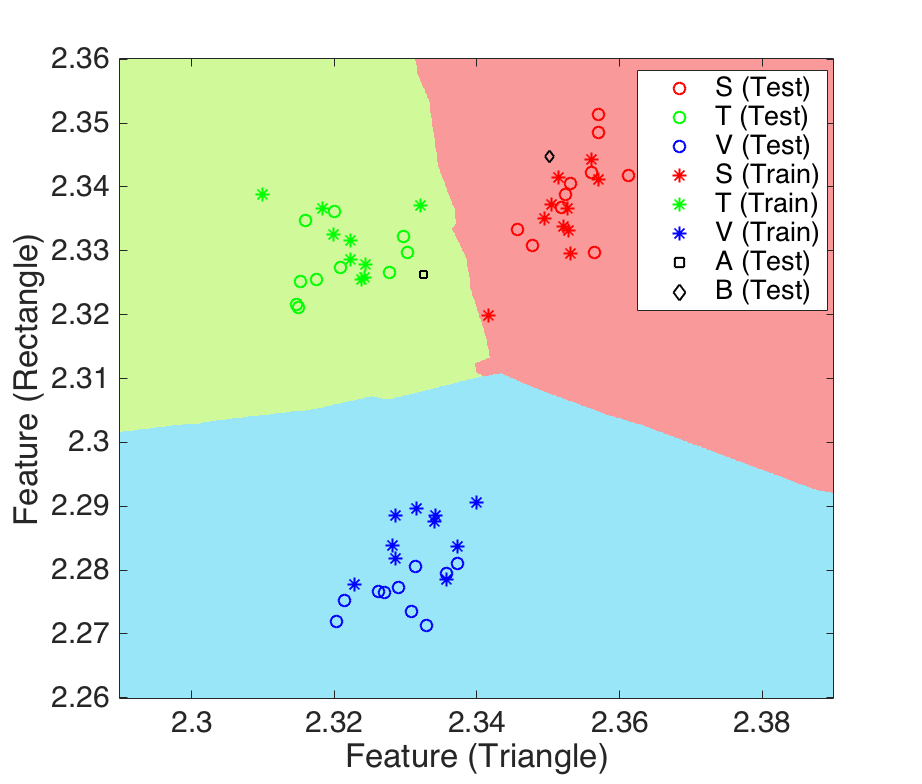 2.36
2.35
2.34
2.33
2.32
2.31
2.3
2.29
2.28
2.27
2.26
Feature (Rectangle)
S (Test)
T (Test)
V (Test)
S (Train)
T (Train)
V (Train)
A (Test)
B (Test)
2.3 2.32 2.34 2.36 2.38
Feature (Triangle)